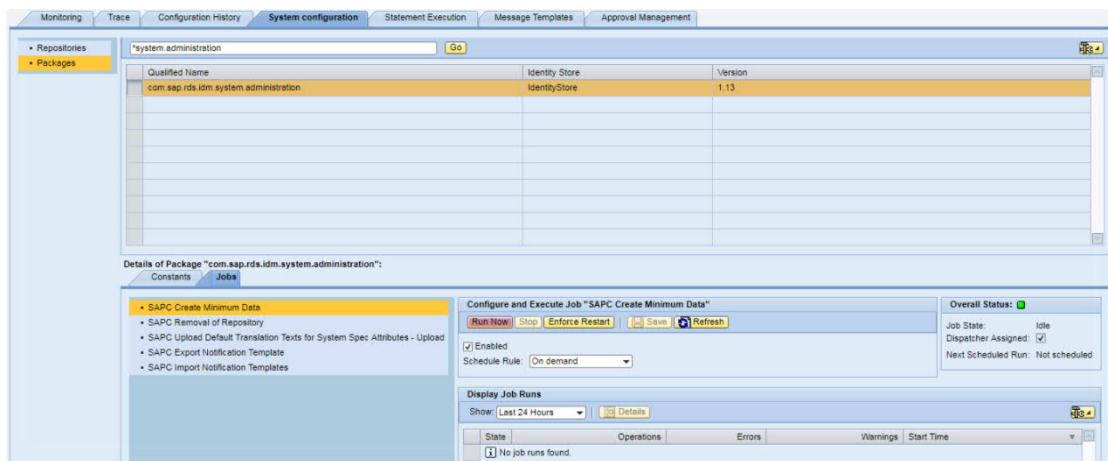 Monitoring Trace Configuration History System configuration Statement Execution Message Templates Approval Management
• Repositories
• Packages
*system.administration Go
Qualified Name Identity Store Version
com.sap.rds.idm.system.administration IdentityStore 1.13
Details of Package "com.sap.rds.idm.system.administration":
Constants Jobs
• SAPC Create Minimum Data
• SAPC Removal of Repository
• SAPC Upload Default Translation Texts for System Spec Attributes - Upload
• SAPC Export Notification Template
• SAPC Import Notification Templates
Configure and Execute Job "SAPC Create Minimum Data"
Run Now Stop Enforce Restart Save Refresh
Enabled
Schedule Rule: On demand
Overall Status:
Job State: Idle
Dispatcher Assigned:
Next Scheduled Run: Not scheduled
Display Job Runs
Show: Last 24 Hours Details
State Operations Errors Warnings Start Time
No job runs found.